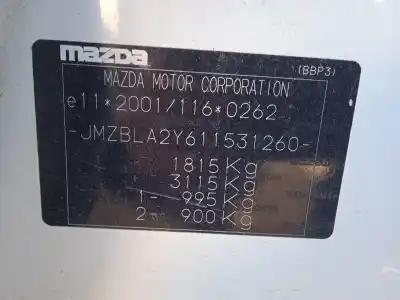 mazda
(BBP3)
MAZDA MOTOR CORPORATION
e11*2001/116*0262
-JMZBLA2Y611531260-
1815Kg
3115Kg
1- 995Kg
2- 900Kg